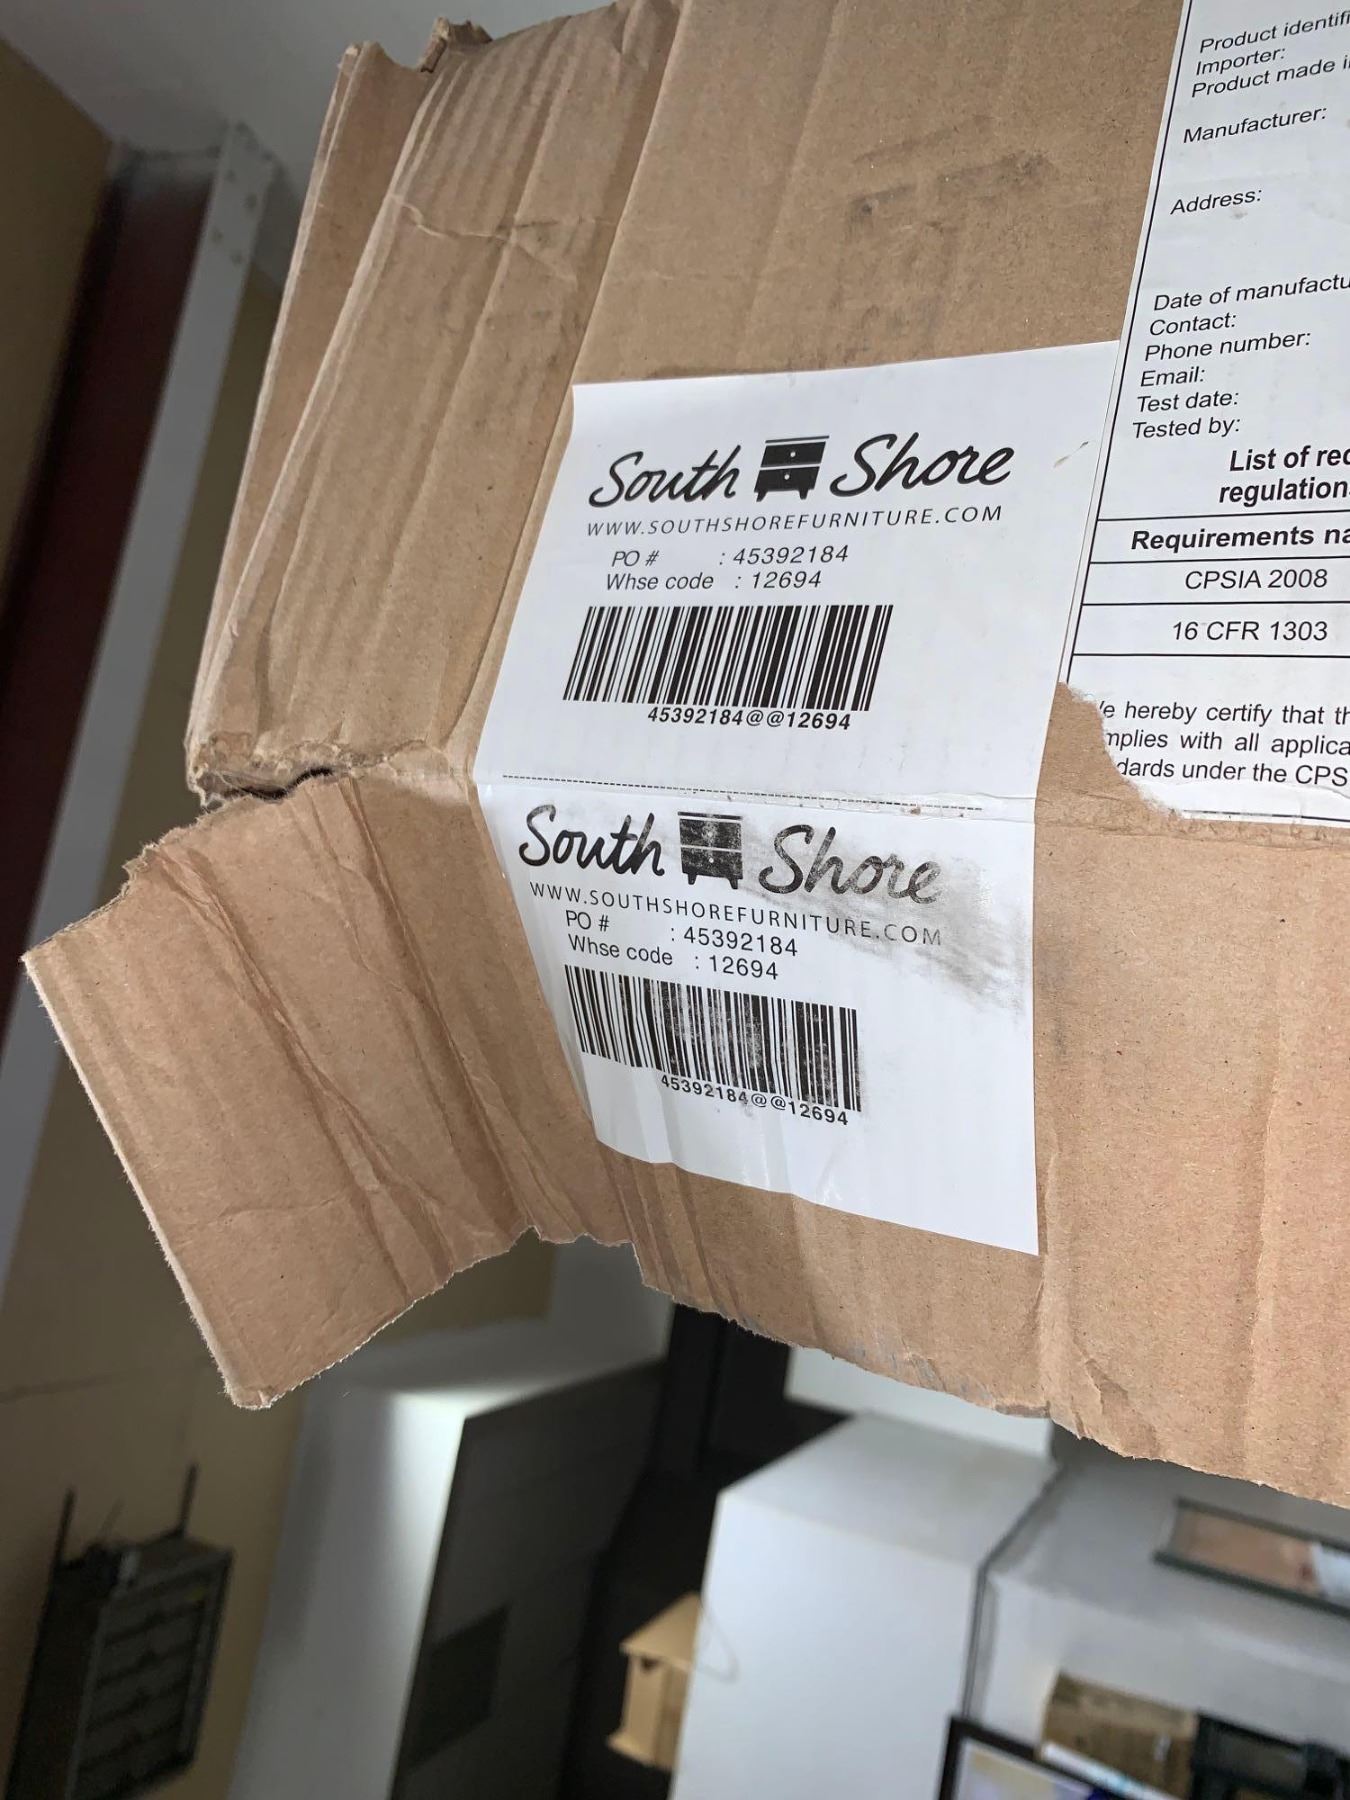 Product identifi
Importer:
Product made i
Manufacturer:
Address:
Date of manufactu
Contact:
Phone number:
Email:
Test date:
Tested by:
List of req
regulation
Requirements na
CPSIA 2008
16 CFR 1303
e hereby certify that th
mplies with all applica
dards under the CPS
South Shore
WWW.SOUTHSHOREFURNITURE.COM
PO # : 45392184
Whse code : 12694
45392184@@12694
South Shore
WWW.SOUTHSHOREFURNITURE.COM
PO # : 45392184
Whse code : 12694
45392184@@12694